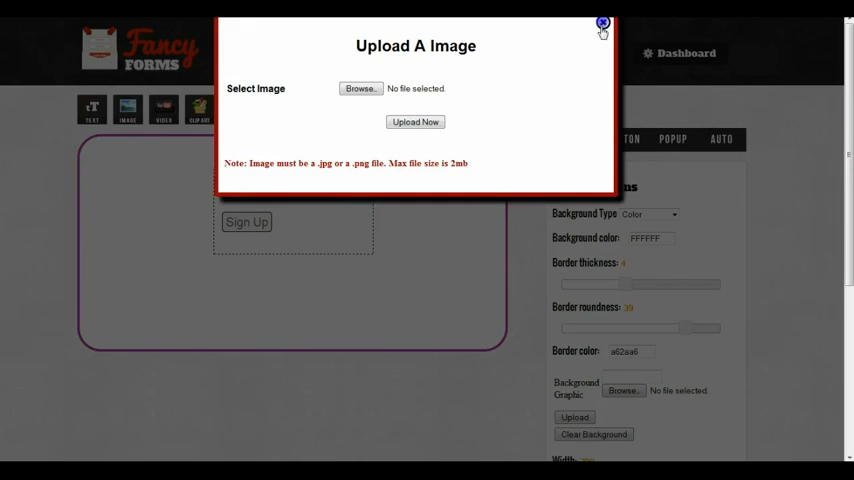 Upload A Image
Fancy
FORMS
Dashboard
Select Image
Browse..
No file selected.
TEXT
IMAGE
VIDEO
CLIPART
Upload Now
TON
POPUP
AUTO
Note: Image must be a .jpg or a .png file. Max file size is 2mb
ns
Background Type
Color
Sign Up
Background color:
FFFFFF
Border thickness: 4
Border roundness: 39
Border color:
a62aa6
Background
Graphic
Browse..
No file selected.
Upload
Clear Background
Width: